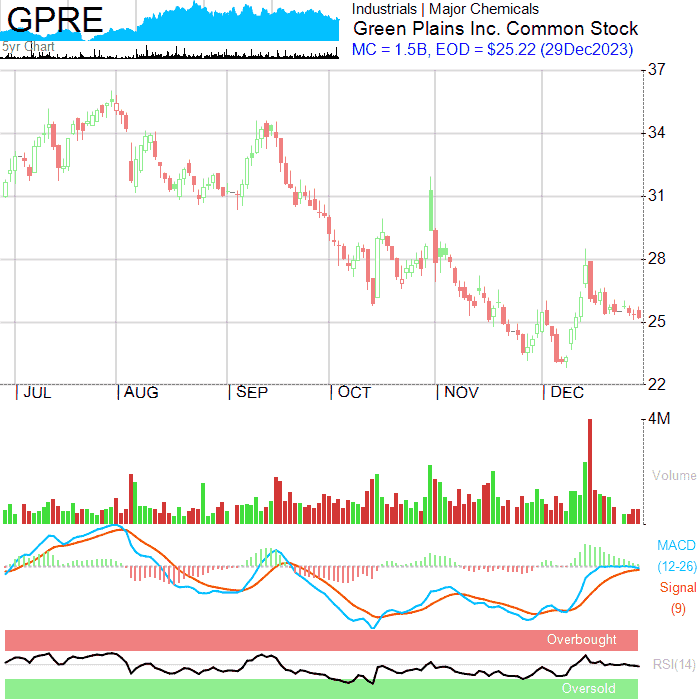 GPRE
5yr Chart
Industrials | Major Chemicals
Green Plains Inc. Common Stock
MC = 1.5B, EOD = $25.22 (29Dec2023)
37
34
31
28
25
22
JUL AUG SEP OCT NOV DEC
4M
Volume
MACD
(12-26)
Signal
(9)
Overbought
RSI(14)
Oversold